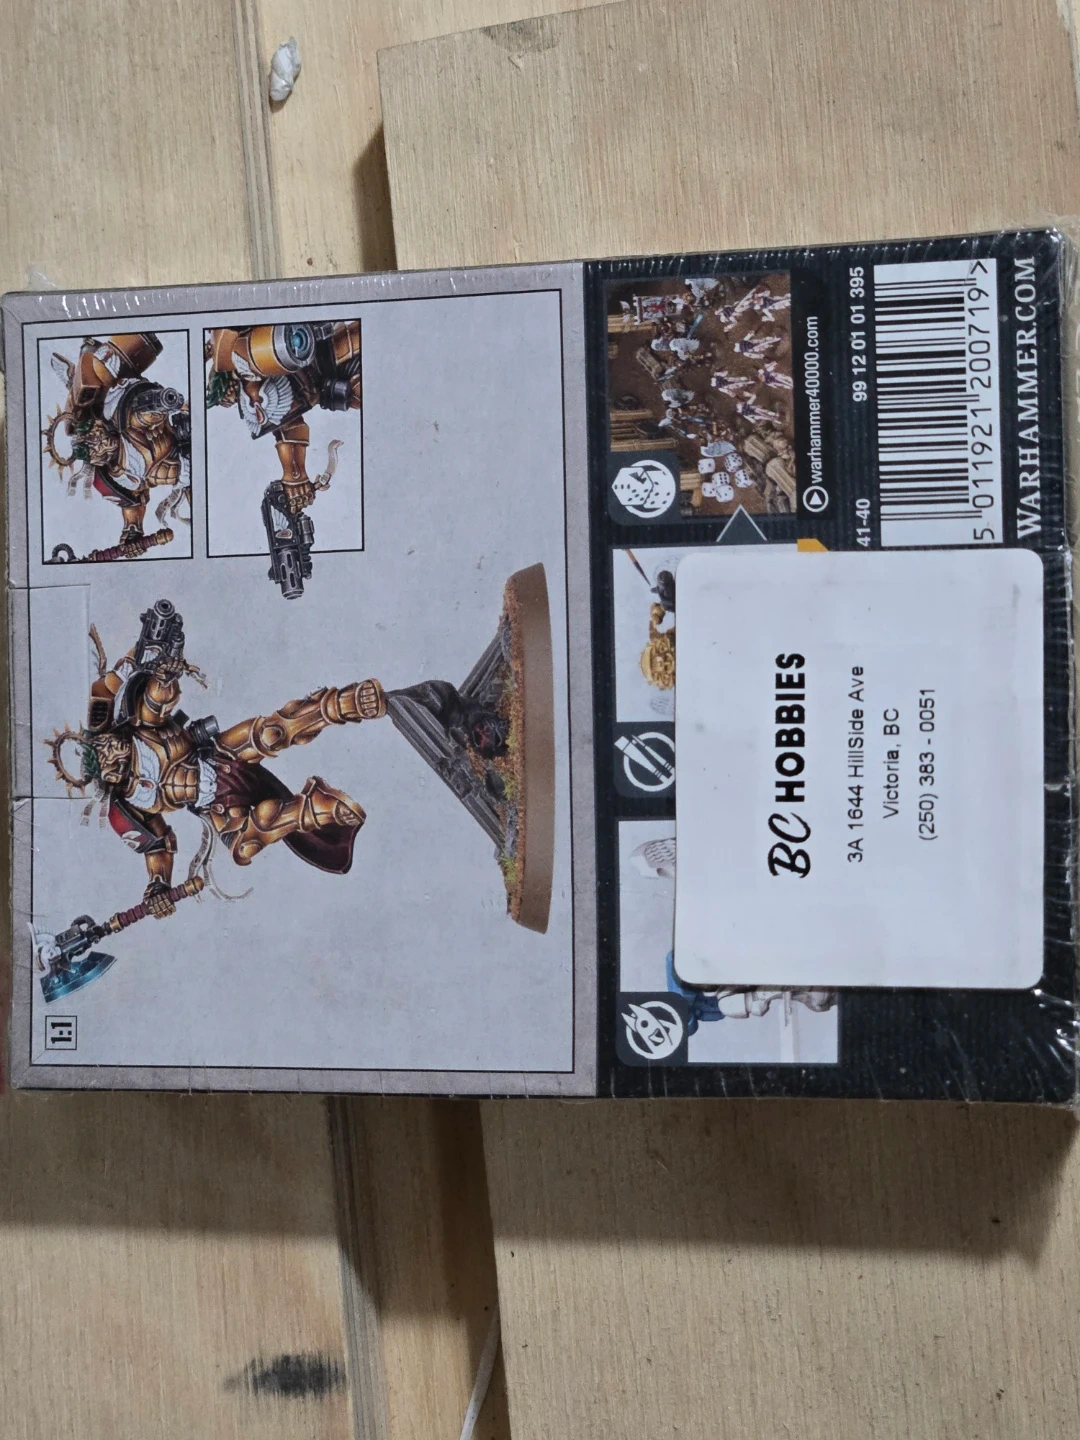 1:1
warhammer40000.com
41-40
99 12 01 01 395
5 011921 200719 >
WARHAMMER.COM
BC HOBBIES
3A 1644 HillSide Ave
Victoria, BC
(250) 383 - 0051